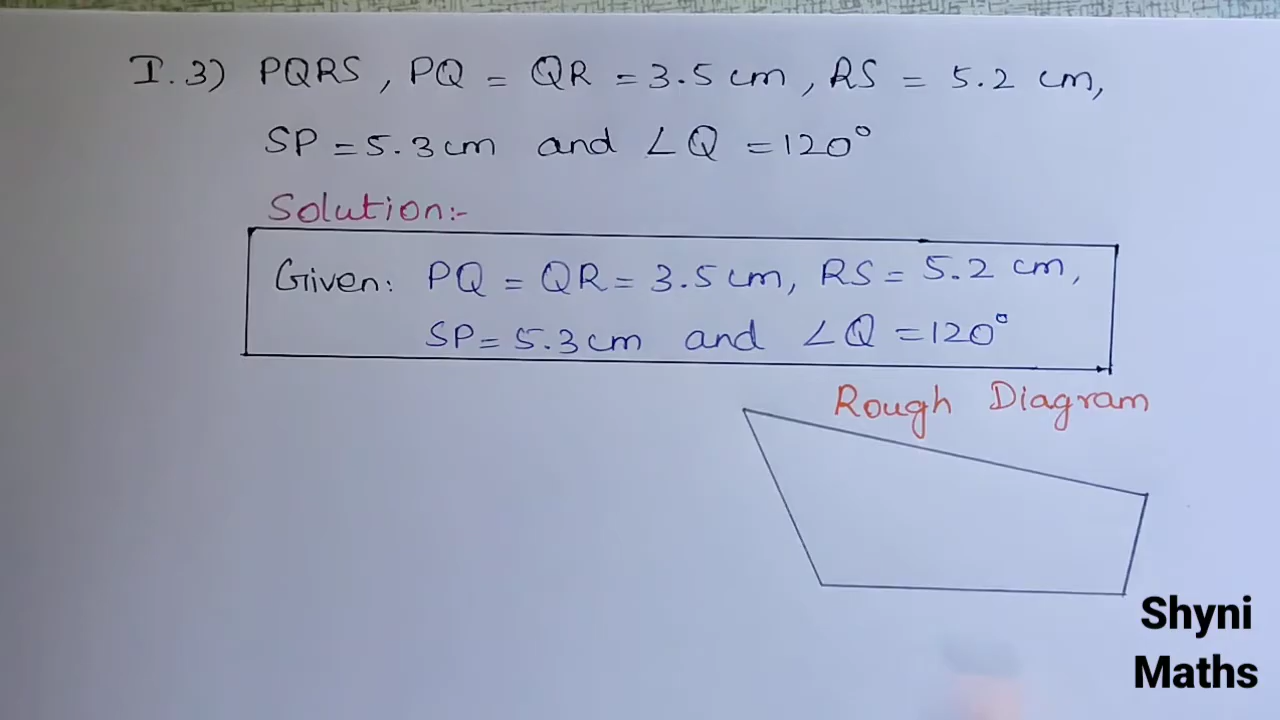 I.3) PQRS, PQ = QR = 3.5 cm, RS = 5.2 cm,
SP = 5.3 cm and ∠Q = 120°
Solution:-
Given: PQ = QR = 3.5 cm, RS = 5.2 cm,
SP = 5.3 cm and ∠Q = 120°
Rough Diagram
Shyni
Maths